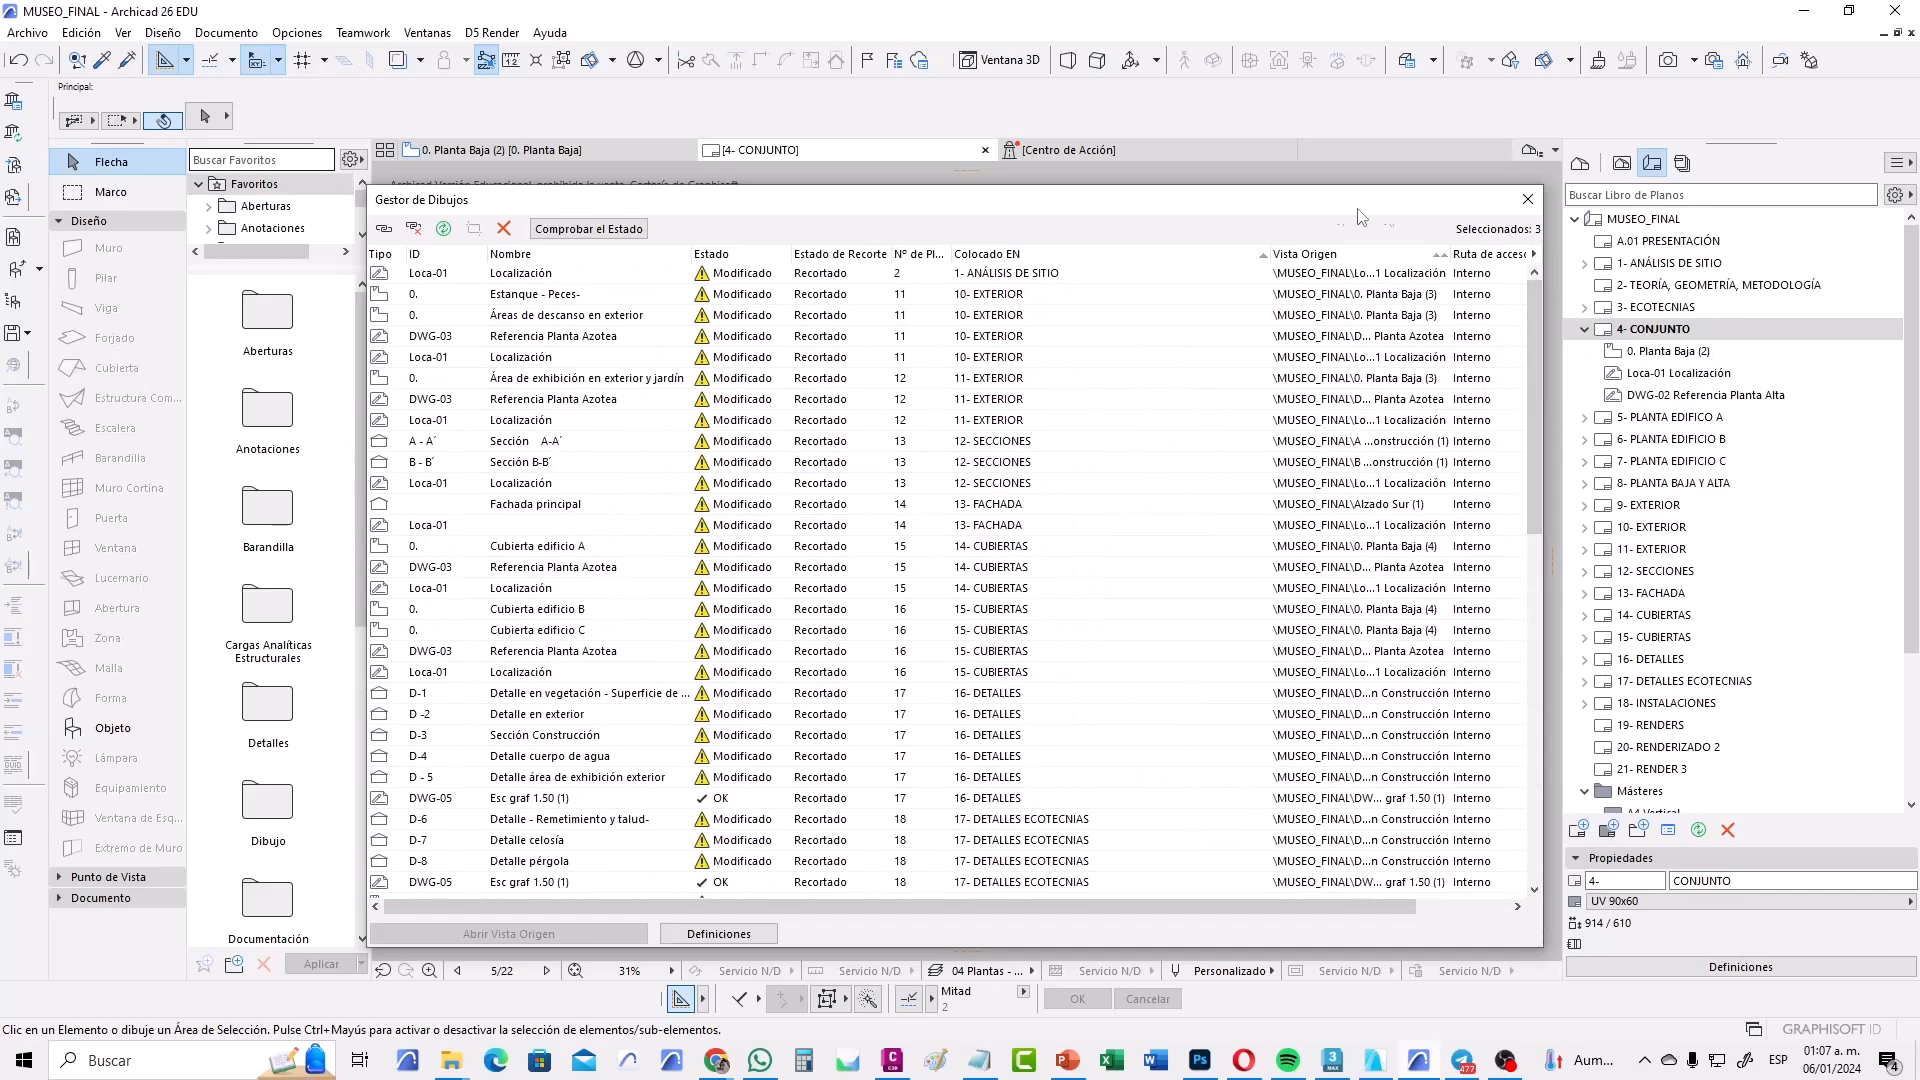 MUSEO_FINAL - Archicad 26 EDU
Archivo Edición Ver Diseño Documento Opciones Teamwork Ventanas D5 Render Ayuda
Ventana 3D
Principal:
Flecha
Marco
Diseño
Muro
Pilar
Viga
Forjado
Cubierta
Estructura Com...
Escalera
Barandilla
Muro Cortina
Puerta
Ventana
Lucernario
Abertura
Zona
Malla
Forma
Objeto
Lámpara
Equipamiento
Ventana de Esq...
Extremo de Muro
Punto de Vista
Documento
Buscar Favoritos
Favoritos
Aberturas
Anotaciones
Aberturas
Anotaciones
Barandilla
Cargas Analíticas
Estructurales
Detalles
Dibujo
Documentación
Aplicar
0. Planta Baja (2) [0. Planta Baja]
[4- CONJUNTO]
[Centro de Acción]
Gestor de Dibujos
Comprobar el Estado
Seleccionados: 3
Tipo ID Nombre Estado Estado de Recorte Nº de Pl... Colocado EN Vista Origen Ruta de acceso
Loca-01 Localización Modificado Recortado 2 1- ANÁLISIS DE SITIO \MUSEO_FINAL\Lo...1 Localización Interno
0. Estanque - Peces- Modificado Recortado 11 10- EXTERIOR \MUSEO_FINAL\0. Planta Baja (3) Interno
0. Áreas de descanso en exterior Modificado Recortado 11 10- EXTERIOR \MUSEO_FINAL\0. Planta Baja (3) Interno
DWG-03 Referencia Planta Azotea Modificado Recortado 11 10- EXTERIOR \MUSEO_FINAL\D... Planta Azotea Interno
Loca-01 Localización Modificado Recortado 11 10- EXTERIOR \MUSEO_FINAL\Lo...1 Localización Interno
0. Área de exhibición en exterior y jardín Modificado Recortado 12 11- EXTERIOR \MUSEO_FINAL\0. Planta Baja (3) Interno
DWG-03 Referencia Planta Azotea Modificado Recortado 12 11- EXTERIOR \MUSEO_FINAL\D... Planta Azotea Interno
Loca-01 Localización Modificado Recortado 12 11- EXTERIOR \MUSEO_FINAL\Lo...1 Localización Interno
A - A´ Sección A-A´ Modificado Recortado 13 12- SECCIONES \MUSEO_FINAL\A ...onstrucción (1) Interno
B - B´ Sección B-B´ Modificado Recortado 13 12- SECCIONES \MUSEO_FINAL\B ...onstrucción (1) Interno
Loca-01 Localización Modificado Recortado 13 12- SECCIONES \MUSEO_FINAL\Lo...1 Localización Interno
Fachada principal Modificado Recortado 14 13- FACHADA \MUSEO_FINAL\Alzado Sur (1) Interno
Loca-01 Modificado Recortado 14 13- FACHADA \MUSEO_FINAL\Lo...1 Localización Interno
0. Cubierta edificio A Modificado Recortado 15 14- CUBIERTAS \MUSEO_FINAL\0. Planta Baja (4) Interno
DWG-03 Referencia Planta Azotea Modificado Recortado 15 14- CUBIERTAS \MUSEO_FINAL\D... Planta Azotea Interno
Loca-01 Localización Modificado Recortado 15 14- CUBIERTAS \MUSEO_FINAL\Lo...1 Localización Interno
0. Cubierta edificio B Modificado Recortado 16 15- CUBIERTAS \MUSEO_FINAL\0. Planta Baja (4) Interno
0. Cubierta edificio C Modificado Recortado 16 15- CUBIERTAS \MUSEO_FINAL\0. Planta Baja (4) Interno
DWG-03 Referencia Planta Azotea Modificado Recortado 16 15- CUBIERTAS \MUSEO_FINAL\D... Planta Azotea Interno
Loca-01 Localización Modificado Recortado 16 15- CUBIERTAS \MUSEO_FINAL\Lo...1 Localización Interno
D-1 Detalle en vegetación - Superficie de ... Modificado Recortado 17 16- DETALLES \MUSEO_FINAL\D...n Construcción Interno
D -2 Detalle en exterior Modificado Recortado 17 16- DETALLES \MUSEO_FINAL\D...n Construcción Interno
D-3 Sección Construcción Modificado Recortado 17 16- DETALLES \MUSEO_FINAL\D...n Construcción Interno
D-4 Detalle cuerpo de agua Modificado Recortado 17 16- DETALLES \MUSEO_FINAL\D...n Construcción Interno
D - 5 Detalle área de exhibición exterior Modificado Recortado 17 16- DETALLES \MUSEO_FINAL\D...n Construcción Interno
DWG-05 Esc graf 1.50 (1) OK Recortado 17 16- DETALLES \MUSEO_FINAL\DW... graf 1.50 (1) Interno
D-6 Detalle - Remetimiento y talud- Modificado Recortado 18 17- DETALLES ECOTECNIAS \MUSEO_FINAL\D...n Construcción Interno
D-7 Detalle celosía Modificado Recortado 18 17- DETALLES ECOTECNIAS \MUSEO_FINAL\D...n Construcción Interno
D-8 Detalle pérgola Modificado Recortado 18 17- DETALLES ECOTECNIAS \MUSEO_FINAL\D...n Construcción Interno
DWG-05 Esc graf 1.50 (1) OK Recortado 18 17- DETALLES ECOTECNIAS \MUSEO_FINAL\DW... graf 1.50 (1) Interno
Abrir Vista Origen
Definiciones
5/22 31% Servicio N/D Servicio N/D 04 Plantas - ... Servicio N/D Personalizado Servicio N/D Servicio N/D
Mitad
2
OK Cancelar
Buscar Libro de Planos
MUSEO_FINAL
A.01 PRESENTACIÓN
1- ANÁLISIS DE SITIO
2- TEORÍA, GEOMETRÍA, METODOLOGÍA
3- ECOTECNIAS
4- CONJUNTO
0. Planta Baja (2)
Loca-01 Localización
DWG-02 Referencia Planta Alta
5- PLANTA EDIFICO A
6- PLANTA EDIFICIO B
7- PLANTA EDIFICIO C
8- PLANTA BAJA Y ALTA
9- EXTERIOR
10- EXTERIOR
11- EXTERIOR
12- SECCIONES
13- FACHADA
14- CUBIERTAS
15- CUBIERTAS
16- DETALLES
17- DETALLES ECOTECNIAS
18- INSTALACIONES
19- RENDERS
20- RENDERIZADO 2
21- RENDER 3
Másteres
Propiedades
4- CONJUNTO
UV 90x60
914 / 610
Definiciones
Clic en un Elemento o dibuje un Área de Selección. Pulse Ctrl+Mayús para activar o desactivar la selección de elementos/sub-elementos.
GRAPHISOFT ID
Buscar
Aum...
ESP
01:07 a. m.
06/01/2024
4